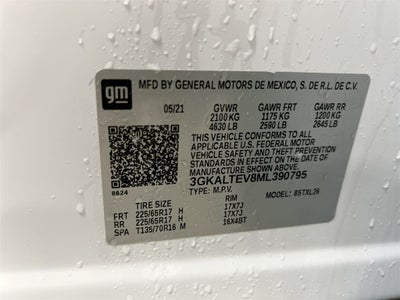 gm
MFD BY GENERAL MOTORS DE MEXICO, S. DE R.L. DE C.V.
05/21 GVWR GAWR FRT GAWR RR
2100 KG 1175 KG 1200 KG
4630 LB 2590 LB 2645 LB
THIS VEHICLE CONFORMS TO ALL
APPLICABLE U.S. FEDERAL MOTOR
VEHICLE SAFETY, BUMPER, AND THEFT
PREVENTION STANDARDS IN EFFECT ON
THE DATE OF MANUFACTURE SHOWN ABOVE.
3GKALTEV8ML390795
TYPE: M.P.V. MODEL: 8STXL26
8624
TIRE SIZE RIM
FRT 225/65R17 H 17X7J
RR 225/65R17 H 17X7J
SPA T135/70R16 M 16X4BT